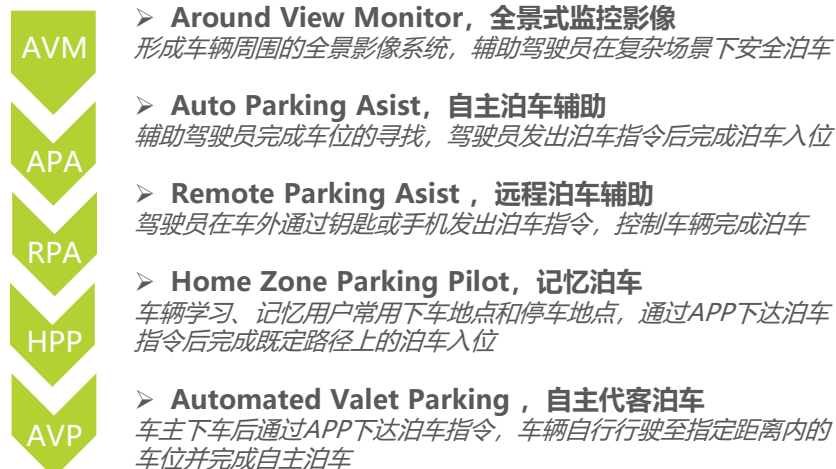 AVM
➢ Around View Monitor，全景式监控影像
形成车辆周围的全景影像系统，辅助驾驶员在复杂场景下安全泊车
APA
➢ Auto Parking Asist，自主泊车辅助
辅助驾驶员完成车位的寻找，驾驶员发出泊车指令后完成泊车入位
RPA
➢ Remote Parking Asist ，远程泊车辅助
驾驶员在车外通过钥匙或手机发出泊车指令，控制车辆完成泊车
HPP
➢ Home Zone Parking Pilot，记忆泊车
车辆学习、记忆用户常用下车地点和停车地点，通过APP下达泊车
指令后完成既定路径上的泊车入位
AVP
➢ Automated Valet Parking ，自主代客泊车
车主下车后通过APP下达泊车指令，车辆自行行驶至指定距离内的
车位并完成自主泊车